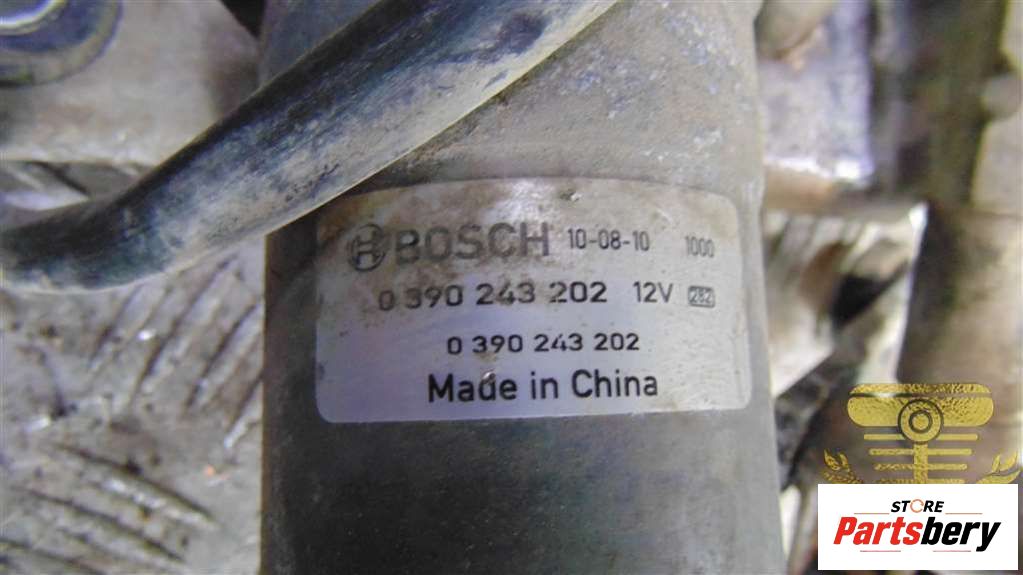 BOSCH 10-08-10 1000
0 390 243 202 12V 282
0 390 243 202
Made in China
STORE
Partsbery